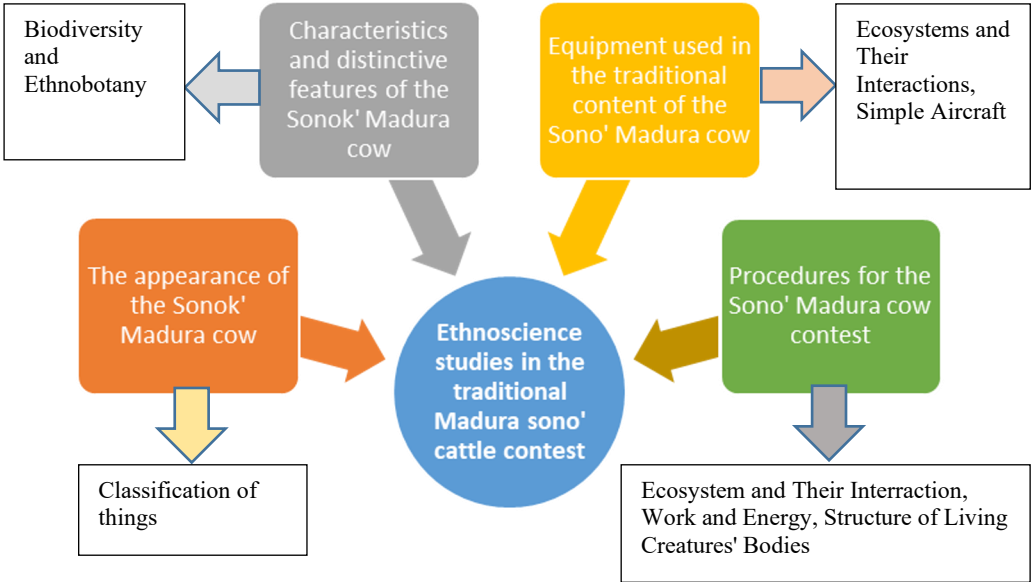 Biodiversity
and
Ethnobotany
Characteristics
and distinctive
features of the
Sonok' Madura
cow
Equipment used in
the traditional
content of the
Sono' Madura cow
Ecosystems and
Their
Interactions,
Simple Aircraft
The appearance of
the Sonok'
Madura cow
Ethnoscience
studies in the
traditional
Madura sono'
cattle contest
Procedures for the
Sono' Madura cow
contest
Classification of
things
Ecosystem and Their Interraction,
Work and Energy, Structure of Living
Creatures' Bodies